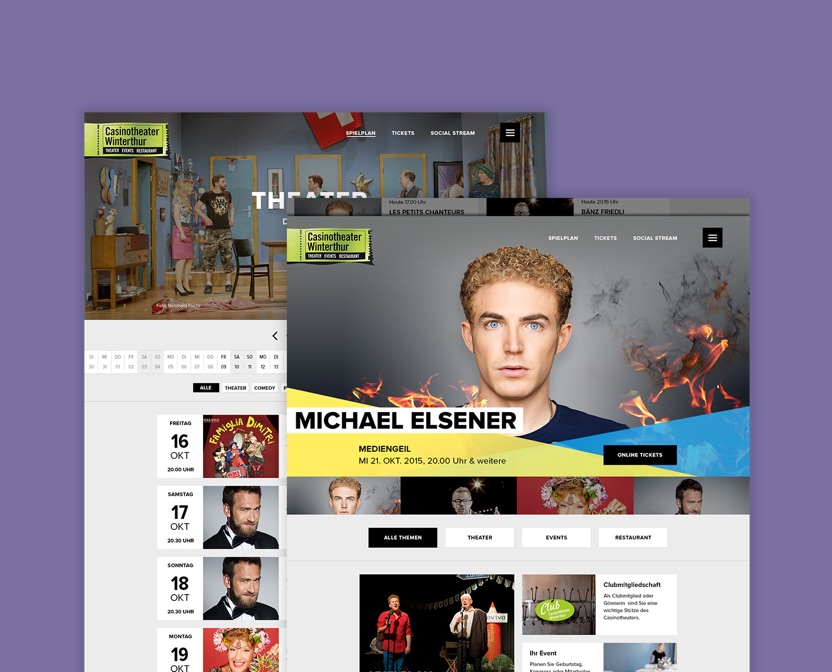 Casinotheater
Winterthur
THEATER EVENTS RESTAURANT
SPIELPLAN
TICKETS
SOCIAL STREAM
THEATER
D
DI MI DO FR SA SO MO DI MI DO FR SA SO MO DI
30 31 01 02 03 04 05 06 07 08 09 10 11 12 13
ALLE
THEATER
COMEDY
FREITAG
16
OKT
20.00 UHR
FAMIGLIA DIMITRI
SAMSTAG
17
OKT
20.30 UHR
SONNTAG
18
OKT
20.30 UHR
MONTAG
19
OKT
Heute 17.00 Uhr
LES PETITS CHANTEURS
Heute 20.15 Uhr
BÄNZ FRIEDLI
Casinotheater
Winterthur
THEATER EVENTS RESTAURANT
SPIELPLAN
TICKETS
SOCIAL STREAM
MICHAEL ELSENER
MEDIENGEIL
MI 21. OKT. 2015, 20.00 Uhr & weitere
ONLINE TICKETS
ALLE THEMEN
THEATER
EVENTS
RESTAURANT
Club
Clubmitgliedschaft
Als Clubmitglied oder
Gönnerin sind Sie eine
wichtige Stütze des
Casinotheaters.
Ihr Event
Planen Sie Geburtstag,